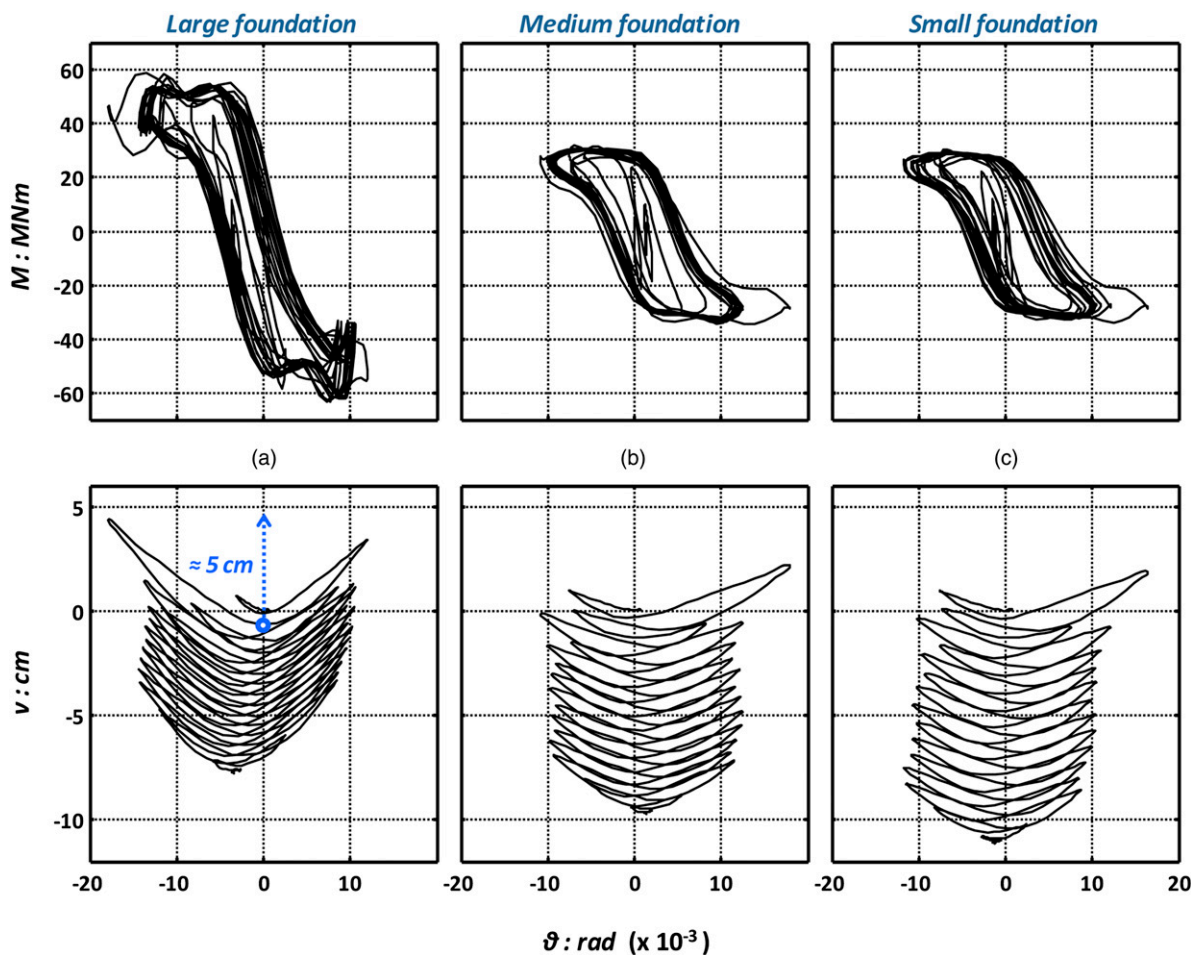 Large foundation Medium foundation Small foundation
60
40
20
0
-20
-40
-60
M : MNm
(a) (b) (c)
5
0
-5
-10
v : cm
≈ 5 cm
-20 -10 0 10 -20 -10 0 10 -20 -10 0 10 20
ϑ : rad (x 10⁻³)